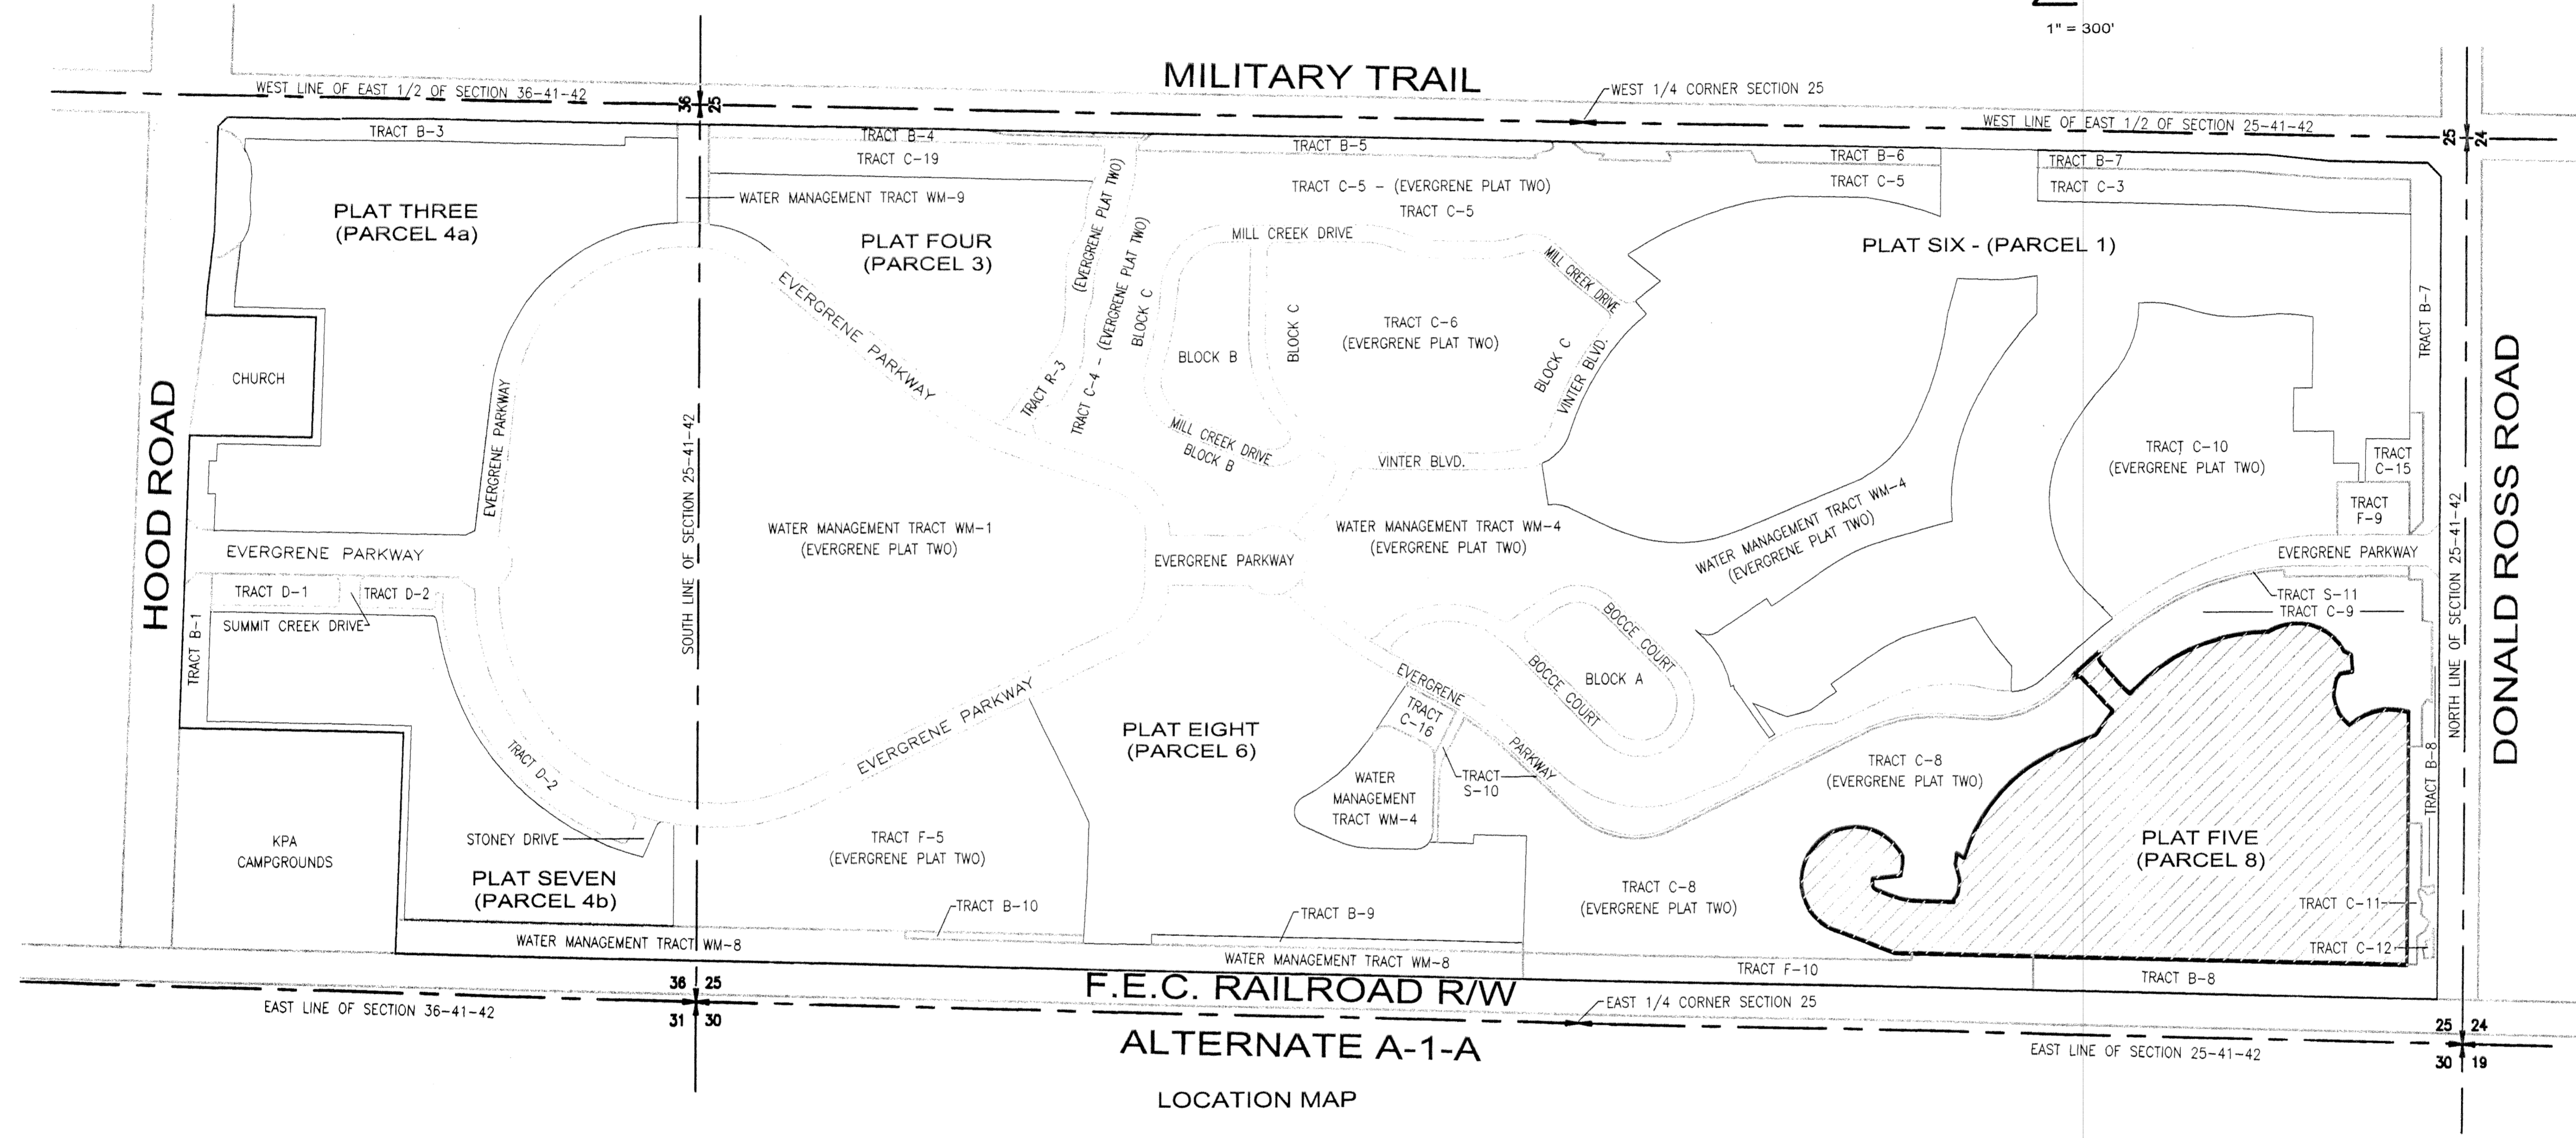 1" = 300'
MILITARY TRAIL
WEST LINE OF EAST 1/2 OF SECTION 36-41-42
36 25
WEST 1/4 CORNER SECTION 25
WEST LINE OF EAST 1/2 OF SECTION 25-41-42
25 24
TRACT B-3
TRACT B-4
TRACT C-19
TRACT B-5
TRACT B-6
TRACT C-5
TRACT B-7
TRACT C-3
WATER MANAGEMENT TRACT WM-9
TRACT C-5 - (EVERGRENE PLAT TWO)
TRACT C-5
PLAT THREE
(PARCEL 4a)
PLAT FOUR
(PARCEL 3)
PLAT SIX - (PARCEL 1)
MILL CREEK DRIVE
MILL CREEK DRIVE
EVERGRENE PARKWAY
EVERGRENE PARKWAY
TRACT R-3
(EVERGRENE PLAT TWO)
TRACT C-4 - (EVERGRENE PLAT TWO)
BLOCK C
BLOCK B
BLOCK C
TRACT C-6
(EVERGRENE PLAT TWO)
BLOCK C
VINTER BLVD.
TRACT B-7
CHURCH
HOOD ROAD
SOUTH LINE OF SECTION 25-41-42
MILL CREEK DRIVE
BLOCK B
VINTER BLVD.
TRACT C-10
(EVERGRENE PLAT TWO)
TRACT
C-15
TRACT
F-9
NORTH LINE OF SECTION 25-41-42
DONALD ROSS ROAD
EVERGRENE PARKWAY
WATER MANAGEMENT TRACT WM-1
(EVERGRENE PLAT TWO)
EVERGRENE PARKWAY
WATER MANAGEMENT TRACT WM-4
(EVERGRENE PLAT TWO)
WATER MANAGEMENT TRACT WM-4
(EVERGRENE PLAT TWO)
EVERGRENE PARKWAY
TRACT D-1
TRACT D-2
SUMMIT CREEK DRIVE
TRACT B-1
TRACT S-11
TRACT C-9
BOCCE COURT
BOCCE COURT
BLOCK A
EVERGRENE
PARKWAY
TRACT
C-16
TRACT
S-10
WATER
MANAGEMENT
TRACT WM-4
EVERGRENE PARKWAY
PLAT EIGHT
(PARCEL 6)
TRACT D-2
TRACT C-8
(EVERGRENE PLAT TWO)
TRACT B-8
PLAT FIVE
(PARCEL 8)
KPA
CAMPGROUNDS
STONEY DRIVE
PLAT SEVEN
(PARCEL 4b)
TRACT F-5
(EVERGRENE PLAT TWO)
TRACT B-10
TRACT B-9
TRACT C-8
(EVERGRENE PLAT TWO)
TRACT C-11
TRACT C-12
WATER MANAGEMENT TRACT WM-8
WATER MANAGEMENT TRACT WM-8
TRACT F-10
TRACT B-8
36 25
31 30
F.E.C. RAILROAD R/W
EAST LINE OF SECTION 36-41-42
EAST 1/4 CORNER SECTION 25
25 24
30 19
EAST LINE OF SECTION 25-41-42
ALTERNATE A-1-A
LOCATION MAP